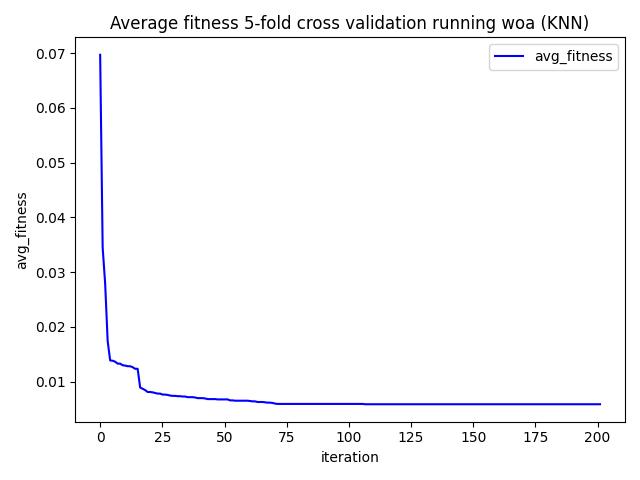 Average fitness 5-fold cross validation running woa (KNN)
avg_fitness
0.07
0.06
0.05
0.04
0.03
0.02
0.01
avg_fitness
0 25 50 75 100 125 150 175 200
iteration